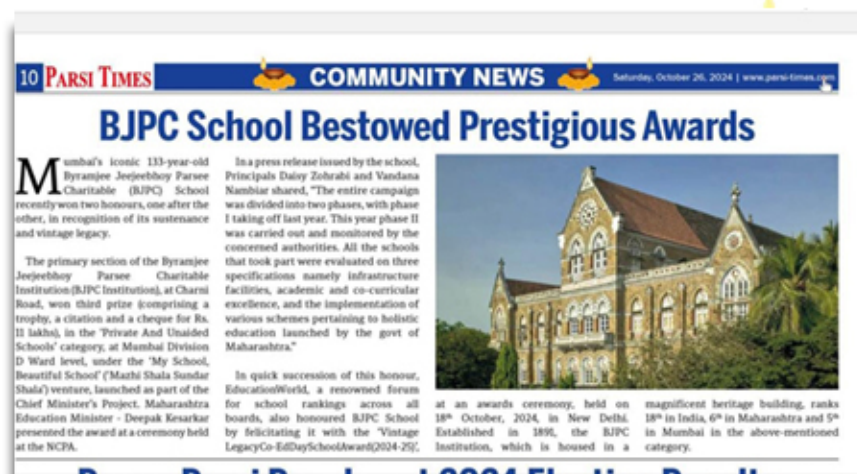 10 PARSI TIMES COMMUNITY NEWS Saturday, October 26, 2024 | www.parsi-times.com
BJPC School Bestowed Prestigious Awards
Mumbai's iconic 133-year-old
Byramjee Jeejeebhoy Parsee
Charitable (BJPC) School
recently won two honours, one after the
other, in recognition of its sustenance
and vintage legacy.
The primary section of the Byramjee
Jeejeebhoy Parsee Charitable
Institution (BJPC Institution), at Charni
Road, won third prize (comprising a
trophy, a citation and a cheque for Rs.
11 lakhs), in the 'Private And Unaided
Schools' category, at Mumbai Division
D Ward level, under the 'My School,
Beautiful School' ('Mazhi Shala Sundar
Shala') venture, launched as part of the
Chief Minister's Project. Maharashtra
Education Minister - Deepak Kesarkar
presented the award at a ceremony held
at the NCPA.
In a press release issued by the school,
Principals Daisy Zohrabi and Vandana
Nambiar shared, "The entire campaign
was divided into two phases, with phase
I taking off last year. This year phase II
was carried out and monitored by the
concerned authorities. All the schools
that took part were evaluated on three
specifications namely infrastructure
facilities, academic and co-curricular
excellence, and the implementation of
various schemes pertaining to holistic
education launched by the govt of
Maharashtra."
In quick succession of this honour,
EducationWorld, a renowned forum
for school rankings across all
boards, also honoured BJPC School
by felicitating it with the 'Vintage
Legacy Co-Ed Day School Award (2024-25)',
at an awards ceremony, held on
18th October, 2024, in New Delhi.
Established in 1891, the BJPC
Institution, which is housed in a
magnificent heritage building, ranks
18th in India, 6th in Maharashtra and 5th
in Mumbai in the above-mentioned
category.